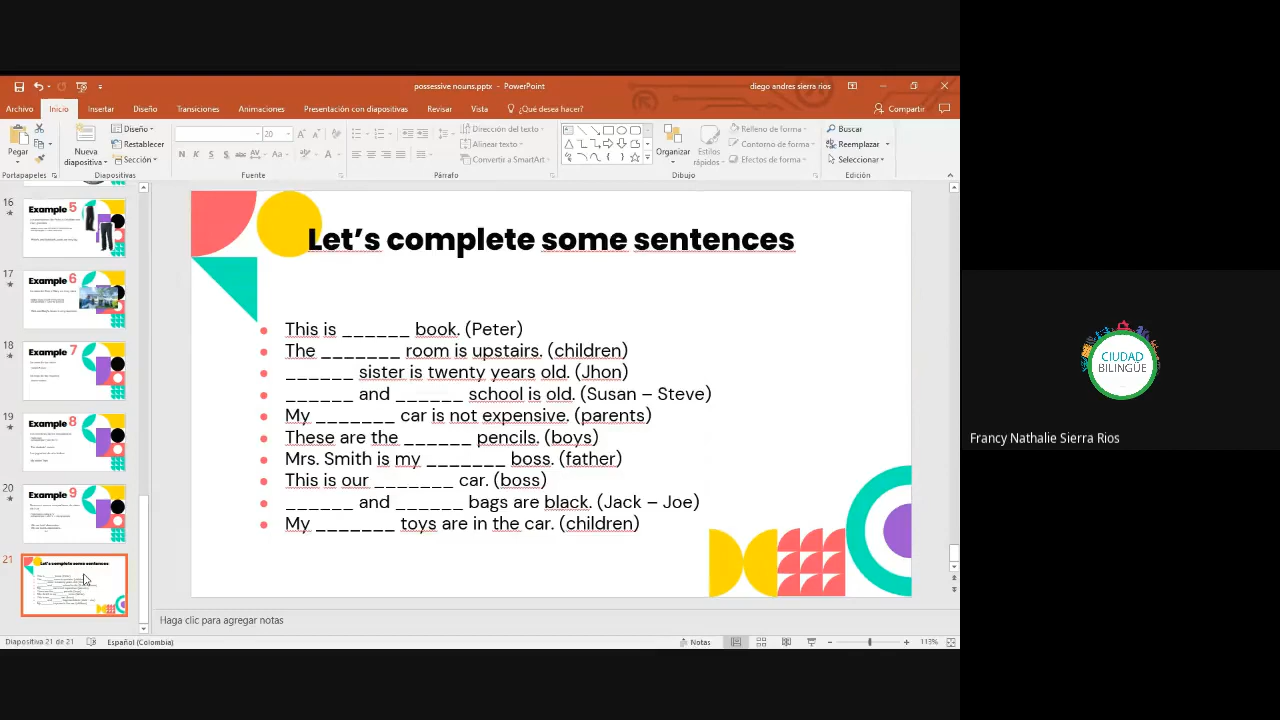 possessive nouns.pptx - PowerPoint
diego andres sierra rios
Archivo Inicio Insertar Diseño Transiciones Animaciones Presentación con diapositivas Revisar Vista ¿Qué desea hacer? Compartir
Pegar
Portapapeles
Nueva diapositiva
Diseño
Restablecer
Sección
Diapositivas
20
N K S S abc AV Aa A
Fuente
Dirección del texto
Alinear texto
Convertir a SmartArt
Párrafo
Organizar
Estilos rápidos
Relleno de forma
Contorno de forma
Efectos de forma
Dibujo
Buscar
Reemplazar
Seleccionar
Edición
16
Example 5
17
Example 6
18
Example 7
19
Example 8
20
Example 9
21
Let's complete some sentences
Let's complete some sentences
This is ______ book. (Peter)
The _______ room is upstairs. (children)
______ sister is twenty years old. (Jhon)
______ and ______ school is old. (Susan – Steve)
My _______ car is not expensive. (parents)
These are the ______ pencils. (boys)
Mrs. Smith is my _______ boss. (father)
This is our _______ car. (boss)
______ and ______ bags are black. (Jack – Joe)
My _______ toys are in the car. (children)
Haga clic para agregar notas
Diapositiva 21 de 21 Español (Colombia) Notas 113%
CIUDAD
BILINGÜE
Francy Nathalie Sierra Rios